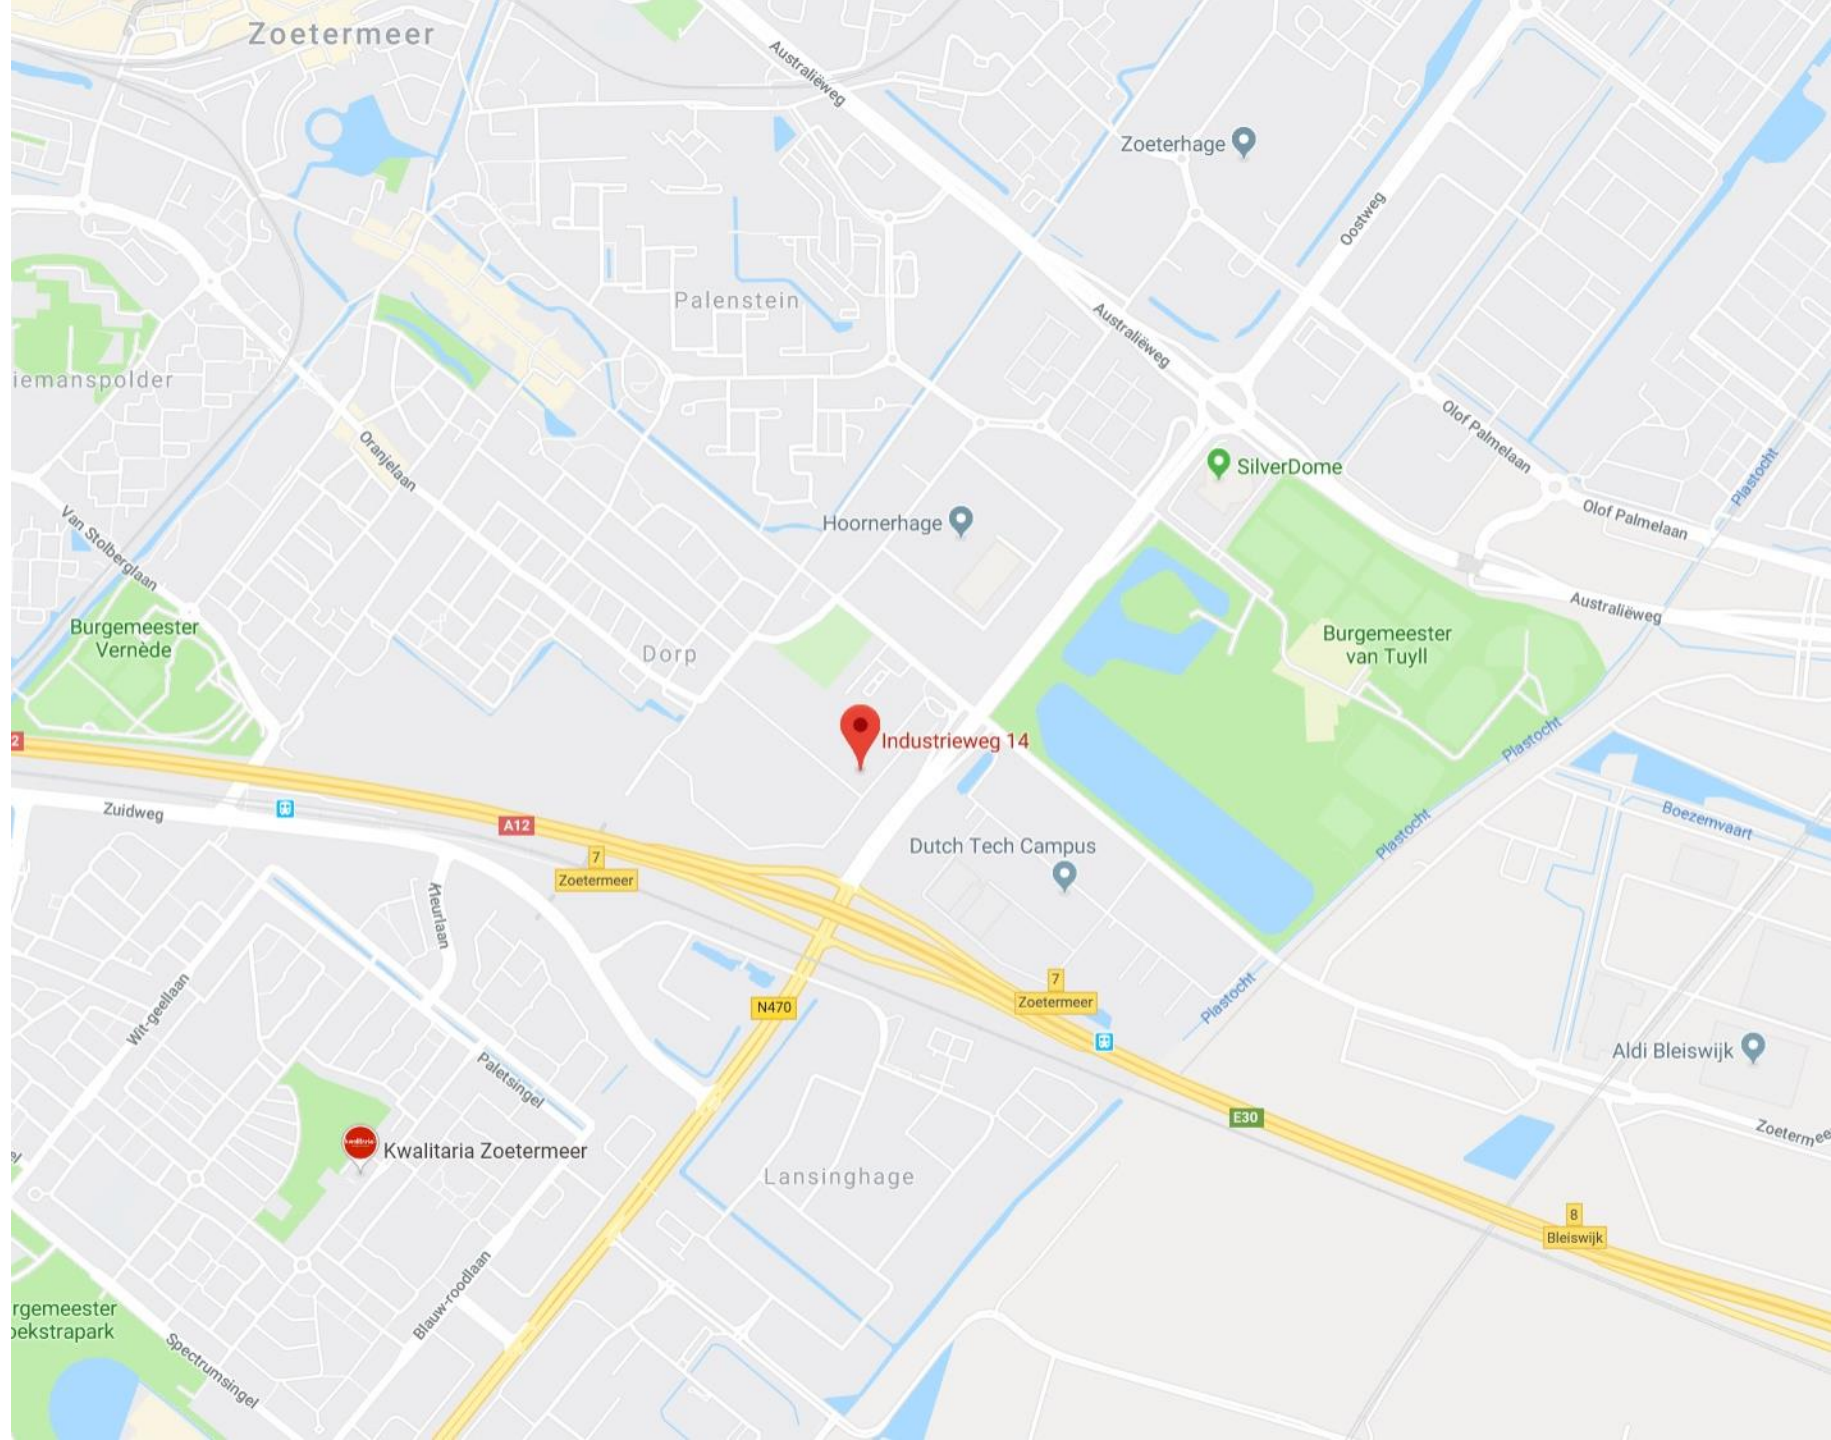 Zoetermeer
Australiëweg
Zoeterhage
Oostweg
Palenstein
Australiëweg
iemanspolder
Olof Palmelaan
Oranjelaan
SilverDome
Plastocht
Van Stolberglaan
Hoornerhage
Olof Palmelaan
Australiëweg
Burgemeester
Vernède
Burgemeester
van Tuyll
Dorp
2
Industrieweg 14
Plastocht
Zuidweg
A12
Boezemvaart
Plastocht
Dutch Tech Campus
7
Zoetermeer
Kleurlaan
7
Zoetermeer
N470
Plastocht
Wit-geellaan
Aldi Bleiswijk
Paletsingel
E30
Zoetermee
el
Kwalitaria Zoetermeer
Lansinghage
8
Bleiswijk
Blauw-roodlaan
rgemeester
oekstrapark
Spectrumsingel